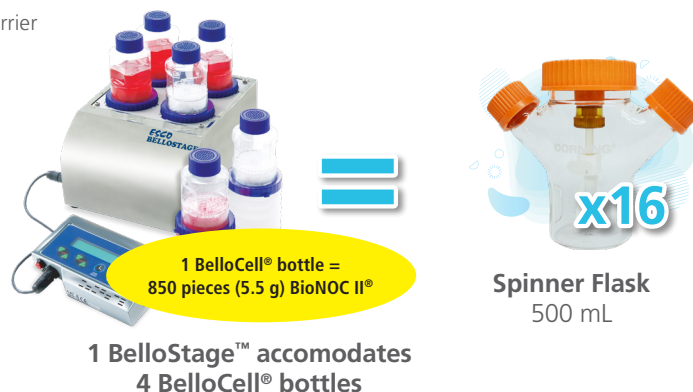 rrier
ESCO
BELLOSTAGE
1 BelloCell® bottle =
850 pieces (5.5 g) BioNOC II®
x16
Spinner Flask
500 mL
1 BelloStage™ accomodates
4 BelloCell® bottles